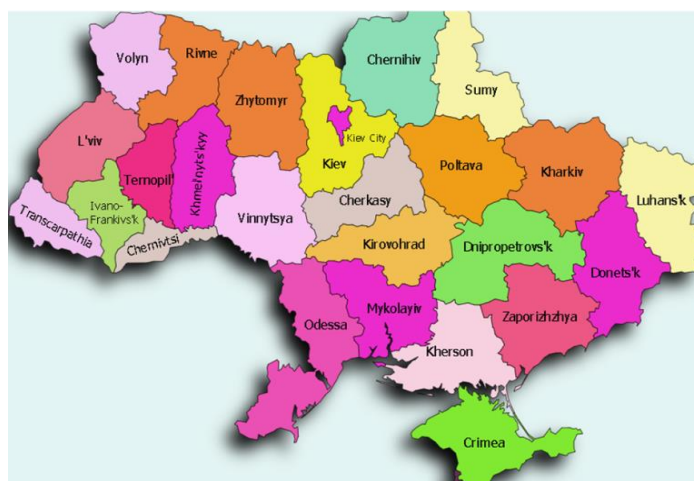 Volyn
Rivne
Chernihiv
Sumy
Zhytomyr
L'viv
Kiev City
Kiev
Poltava
Kharkiv
Ternopil'
Khmel'nyts'kyy
Cherkasy
Luhans'k
Ivano-
Frankivs'k
Transcarpathia
Chernivtsi
Vinnytsya
Kirovohrad
Dnipropetrovs'k
Donets'k
Odessa
Mykolayiv
Zaporizhzhya
Kherson
Crimea